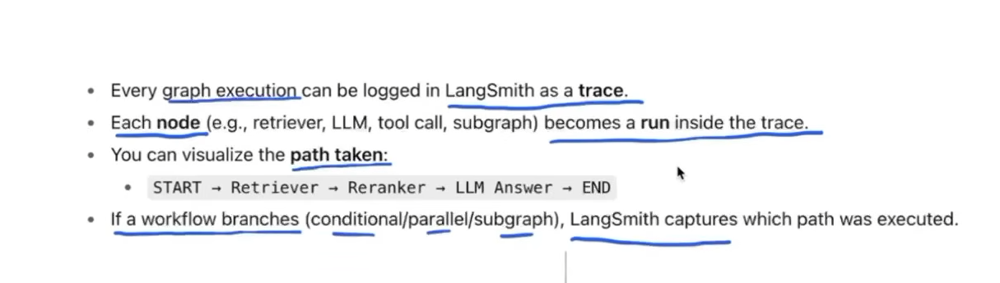 • Every graph execution can be logged in LangSmith as a trace.
• Each node (e.g., retriever, LLM, tool call, subgraph) becomes a run inside the trace.
• You can visualize the path taken:
• START → Retriever → Reranker → LLM Answer → END
• If a workflow branches (conditional/parallel/subgraph), LangSmith captures which path was executed.